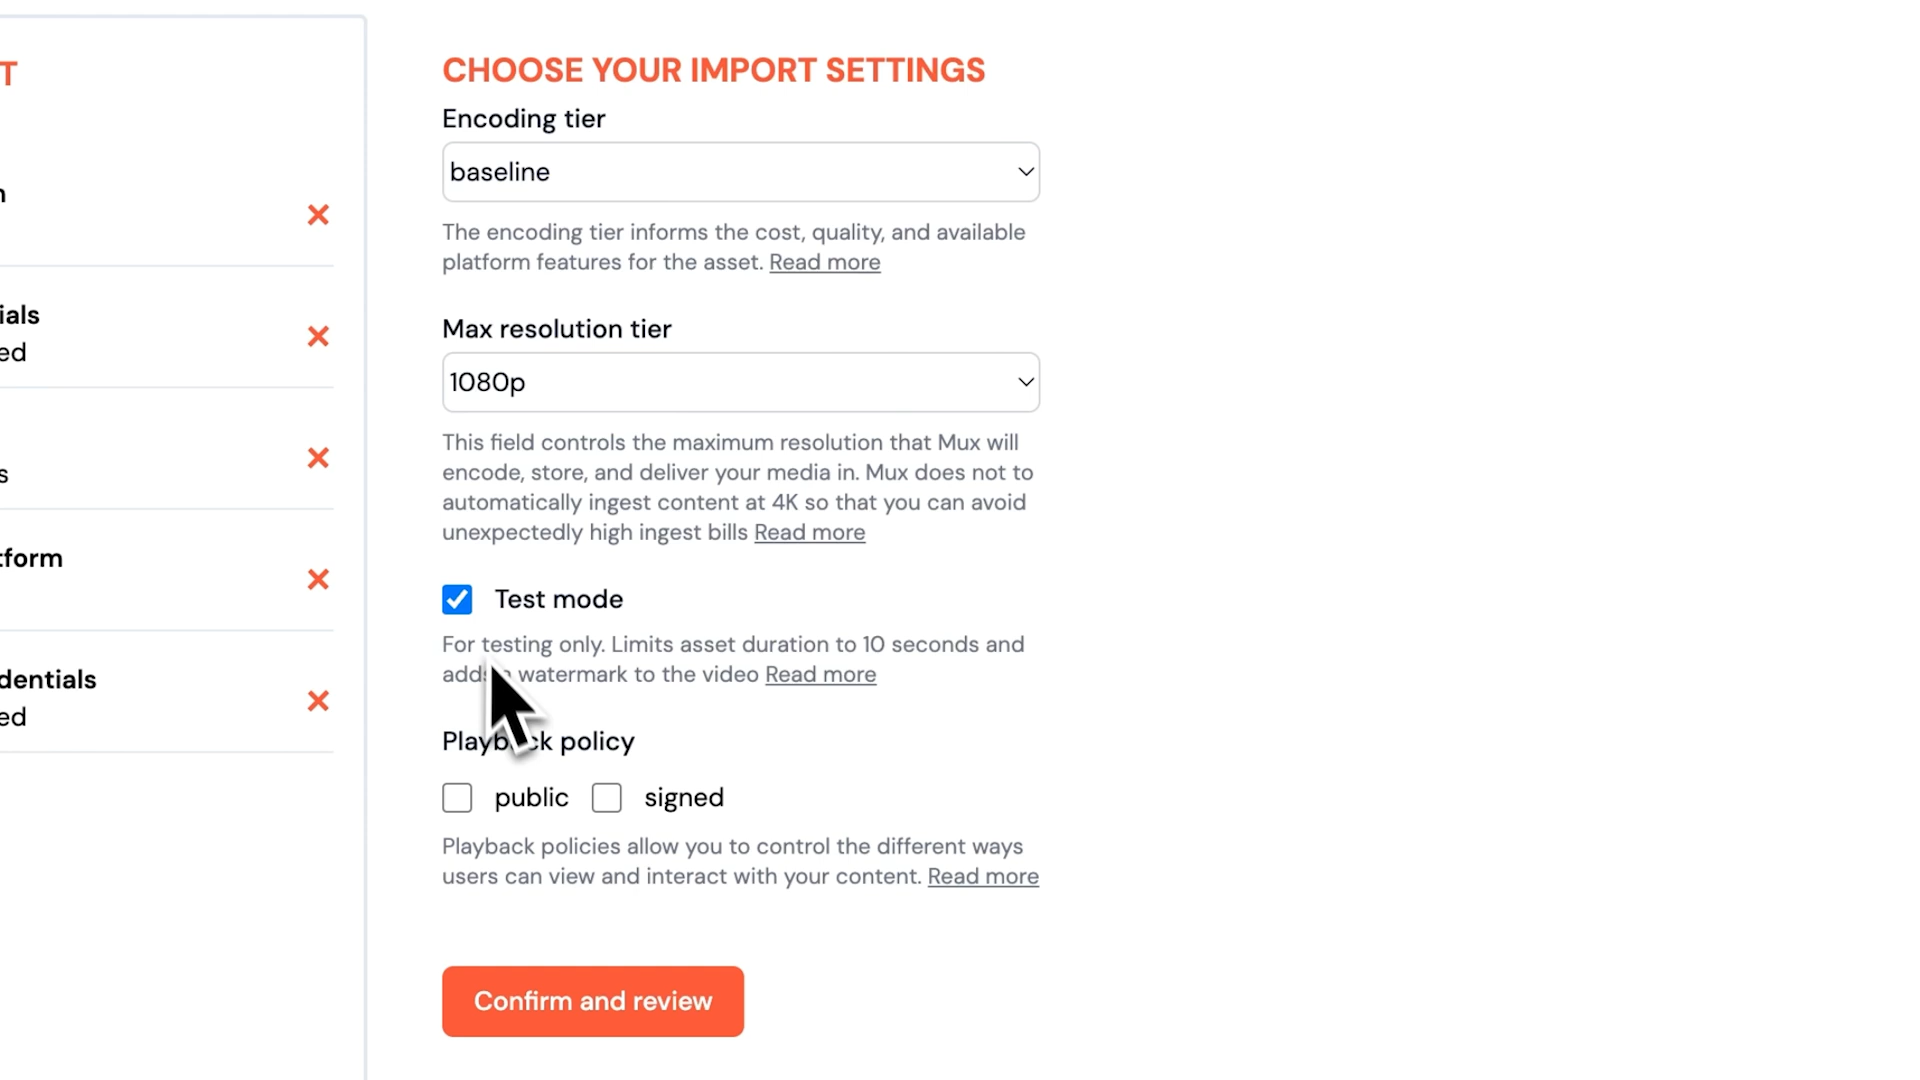 T
CHOOSE YOUR IMPORT SETTINGS
Encoding tier
baseline
The encoding tier informs the cost, quality, and available
platform features for the asset. Read more
ials
ed
Max resolution tier
1080p
This field controls the maximum resolution that Mux will
encode, store, and deliver your media in. Mux does not to
automatically ingest content at 4K so that you can avoid
unexpectedly high ingest bills Read more
s
tform
Test mode
For testing only. Limits asset duration to 10 seconds and
adds a watermark to the video Read more
dentials
ed
Playback policy
public signed
Playback policies allow you to control the different ways
users can view and interact with your content. Read more
Confirm and review